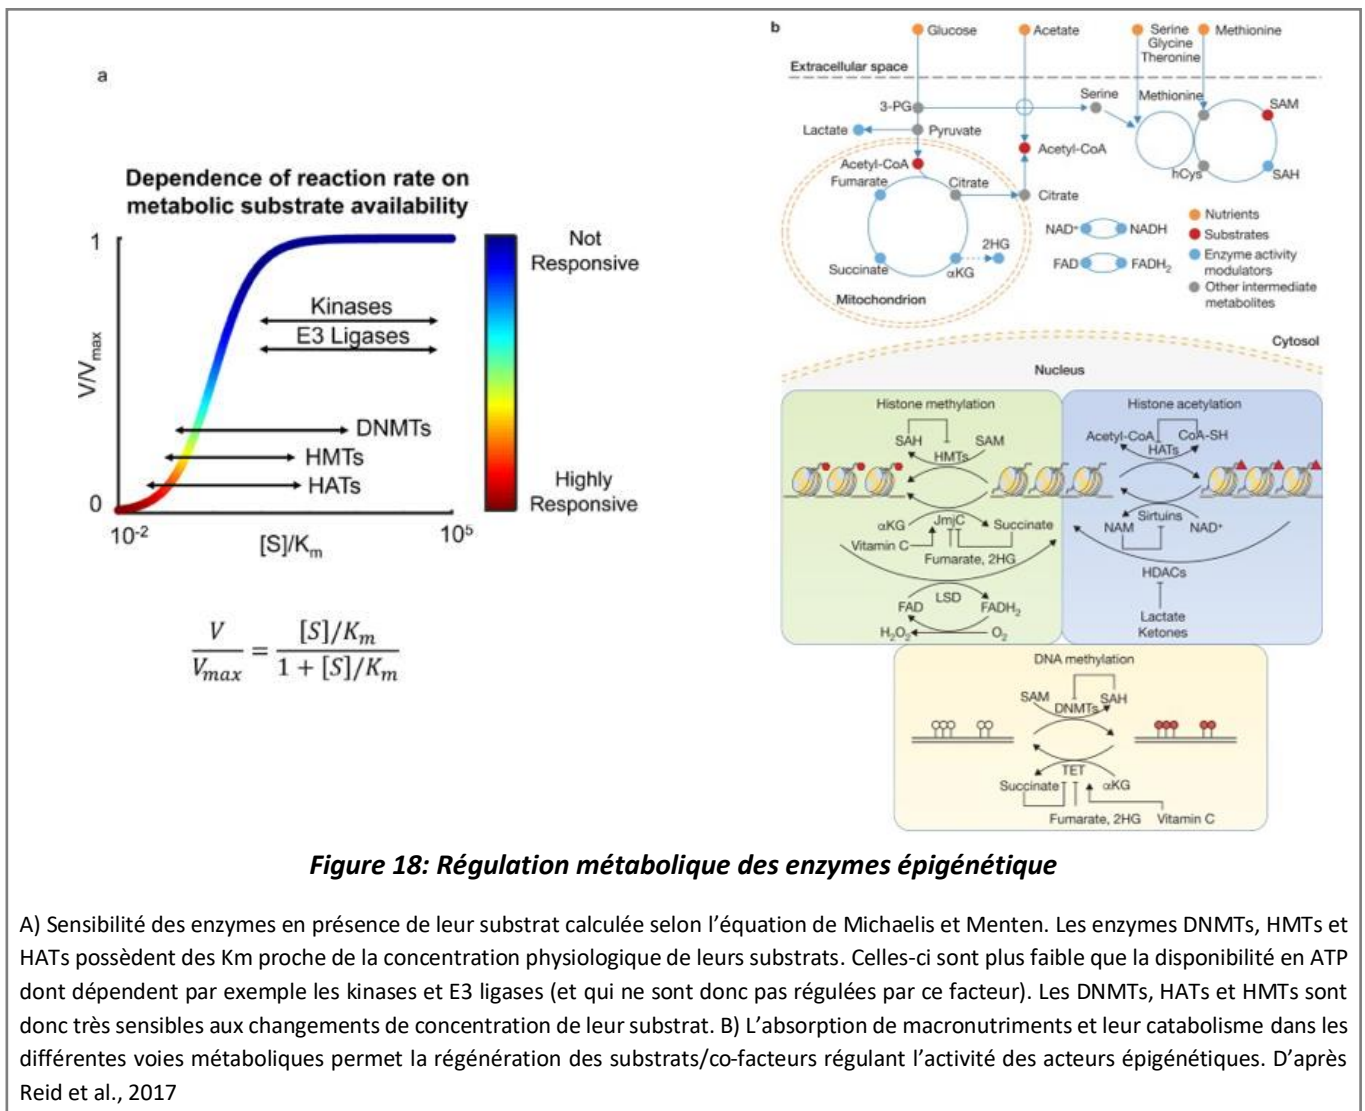 a
Dependence of reaction rate on
metabolic substrate availability
1
V/Vmax
0
10⁻²
[S]/Km
10⁵
Kinases
E3 Ligases
DNMTs
HMTs
HATs
Not
Responsive
Highly
Responsive
V/Vmax = [S]/Km / 1 + [S]/Km
b
Glucose
Acetate
Serine
Glycine
Theronine
Methionine
Extracellular space
3-PG
Serine
Methionine
SAM
Lactate
Pyruvate
Acetyl-CoA
Acetyl-CoA
hCys
SAH
Fumarate
Citrate
Citrate
Succinate
αKG
2HG
Mitochondrion
NAD⁺
NADH
FAD
FADH₂
Nutrients
Substrates
Enzyme activity
modulators
Other intermediate
metabolites
Cytosol
Nucleus
Histone methylation
SAH
SAM
HMTs
αKG
JmjC
Succinate
Vitamin C
Fumarate, 2HG
LSD
FAD
FADH₂
H₂O₂
O₂
Histone acetylation
Acetyl-CoA
CoA-SH
HATs
Sirtuins
NAM
NAD⁺
HDACs
Lactate
Ketones
DNA methylation
SAM
SAH
DNMTs
TET
Succinate
αKG
Fumarate, 2HG
Vitamin C
Figure 18: Régulation métabolique des enzymes épigénétique
A) Sensibilité des enzymes en présence de leur substrat calculée selon l'équation de Michaelis et Menten. Les enzymes DNMTs, HMTs et
HATs possèdent des Km proche de la concentration physiologique de leurs substrats. Celles-ci sont plus faible que la disponibilité en ATP
dont dépendent par exemple les kinases et E3 ligases (et qui ne sont donc pas régulées par ce facteur). Les DNMTs, HATs et HMTs sont
donc très sensibles aux changements de concentration de leur substrat. B) L'absorption de macronutriments et leur catabolisme dans les
différentes voies métaboliques permet la régénération des substrats/co-facteurs régulant l'activité des acteurs épigénétiques. D'après
Reid et al., 2017